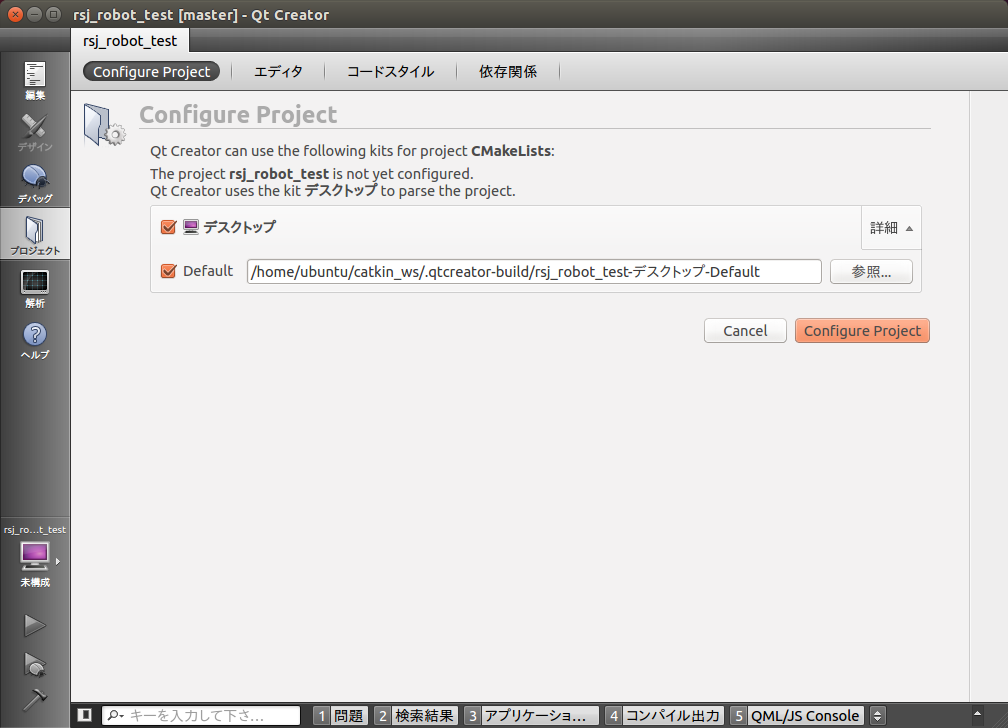 rsj_robot_test [master] - Qt Creator
rsj_robot_test
Configure Project エディタ コードスタイル 依存関係
編集
デザイン
デバッグ
プロジェクト
解析
ヘルプ
Configure Project
Qt Creator can use the following kits for project CMakeLists:
The project rsj_robot_test is not yet configured.
Qt Creator uses the kit デスクトップ to parse the project.
デスクトップ 詳細
Default /home/ubuntu/catkin_ws/.qtcreator-build/rsj_robot_test-デスクトップ-Default 参照...
Cancel Configure Project
rsj_ro...t_test
未構成
キーを入力して下さ... 1 問題 2 検索結果 3 アプリケーショ... 4 コンパイル出力 5 QML/JS Console